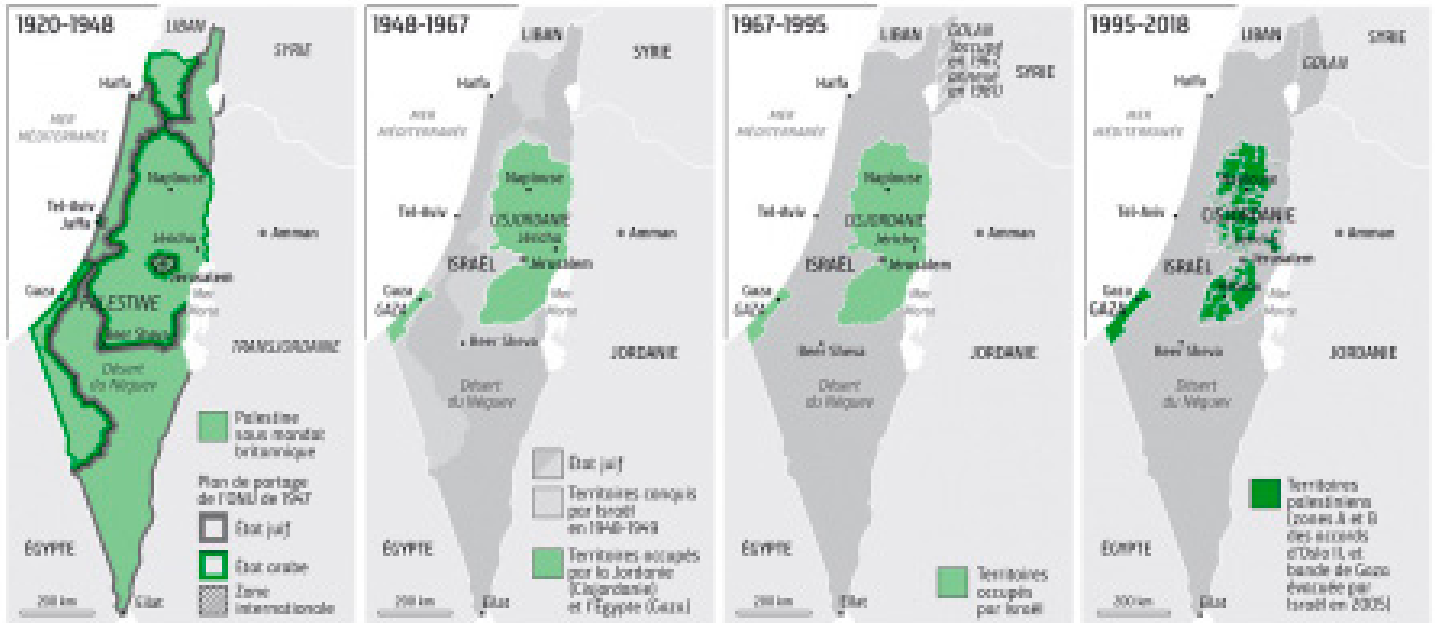 1920-1948
LIBAN
SYRIE
Haïfa
MER
MÉDITERRANÉE
Naplouse
Tel-Aviv
Jaffa
Jéricho
Amman
Jérusalem
Gaza
PALESTINE
Mer
Morte
Beer Sheva
TRANSJORDANIE
Désert
du Néguev
Palestine
sous mandat
britannique
Plan de partage
de l'ONU de 1947
État juif
État arabe
Zone
internationale
ÉGYPTE
200 km
Eilat
1948-1967
LIBAN
SYRIE
Haïfa
MER
MÉDITERRANÉE
Naplouse
Tel-Aviv
CISJORDANIE
Jéricho
Amman
ISRAËL
Jérusalem
Gaza
GAZA
Mer
Morte
Beer Sheva
JORDANIE
Désert
du Néguev
État juif
Territoires conquis
par Israël
en 1948-1949
Territoires occupés
par la Jordanie
(Cisjordanie)
et l'Égypte (Gaza)
ÉGYPTE
200 km
Eilat
1967-1995
LIBAN
GOLAN
occupé
en 1967
annexé
en 1981
SYRIE
Haïfa
MER
MÉDITERRANÉE
Naplouse
Tel-Aviv
CISJORDANIE
Jéricho
Amman
ISRAËL
Jérusalem
Gaza
GAZA
Mer
Morte
Beer Sheva
JORDANIE
Désert
du Néguev
ÉGYPTE
Territoires
occupés
par Israël
200 km
Eilat
1995-2018
LIBAN
SYRIE
GOLAN
Haïfa
MER
MÉDITERRANÉE
Tel-Aviv
CISJORDANIE
Amman
ISRAËL
Jérusalem
Gaza
GAZA
Mer
Morte
Beer Sheva
JORDANIE
Désert
du Néguev
Territoires
palestiniens
(zones A et B
des accords
d'Oslo II, et
bande de Gaza
évacuée par
Israël en 2005)
ÉGYPTE
200 km
Eilat